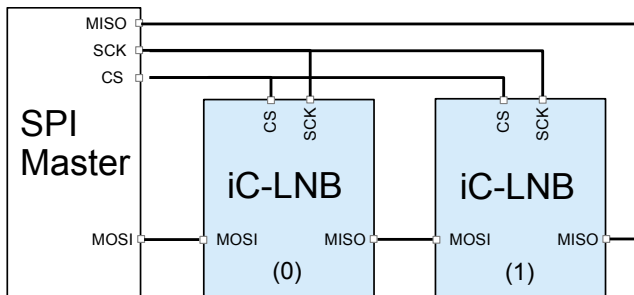 MISO
SCK
CS
SPI
Master
MOSI
CS
SCK
iC-LNB
MOSI
MISO
(0)
CS
SCK
iC-LNB
MOSI
MISO
(1)